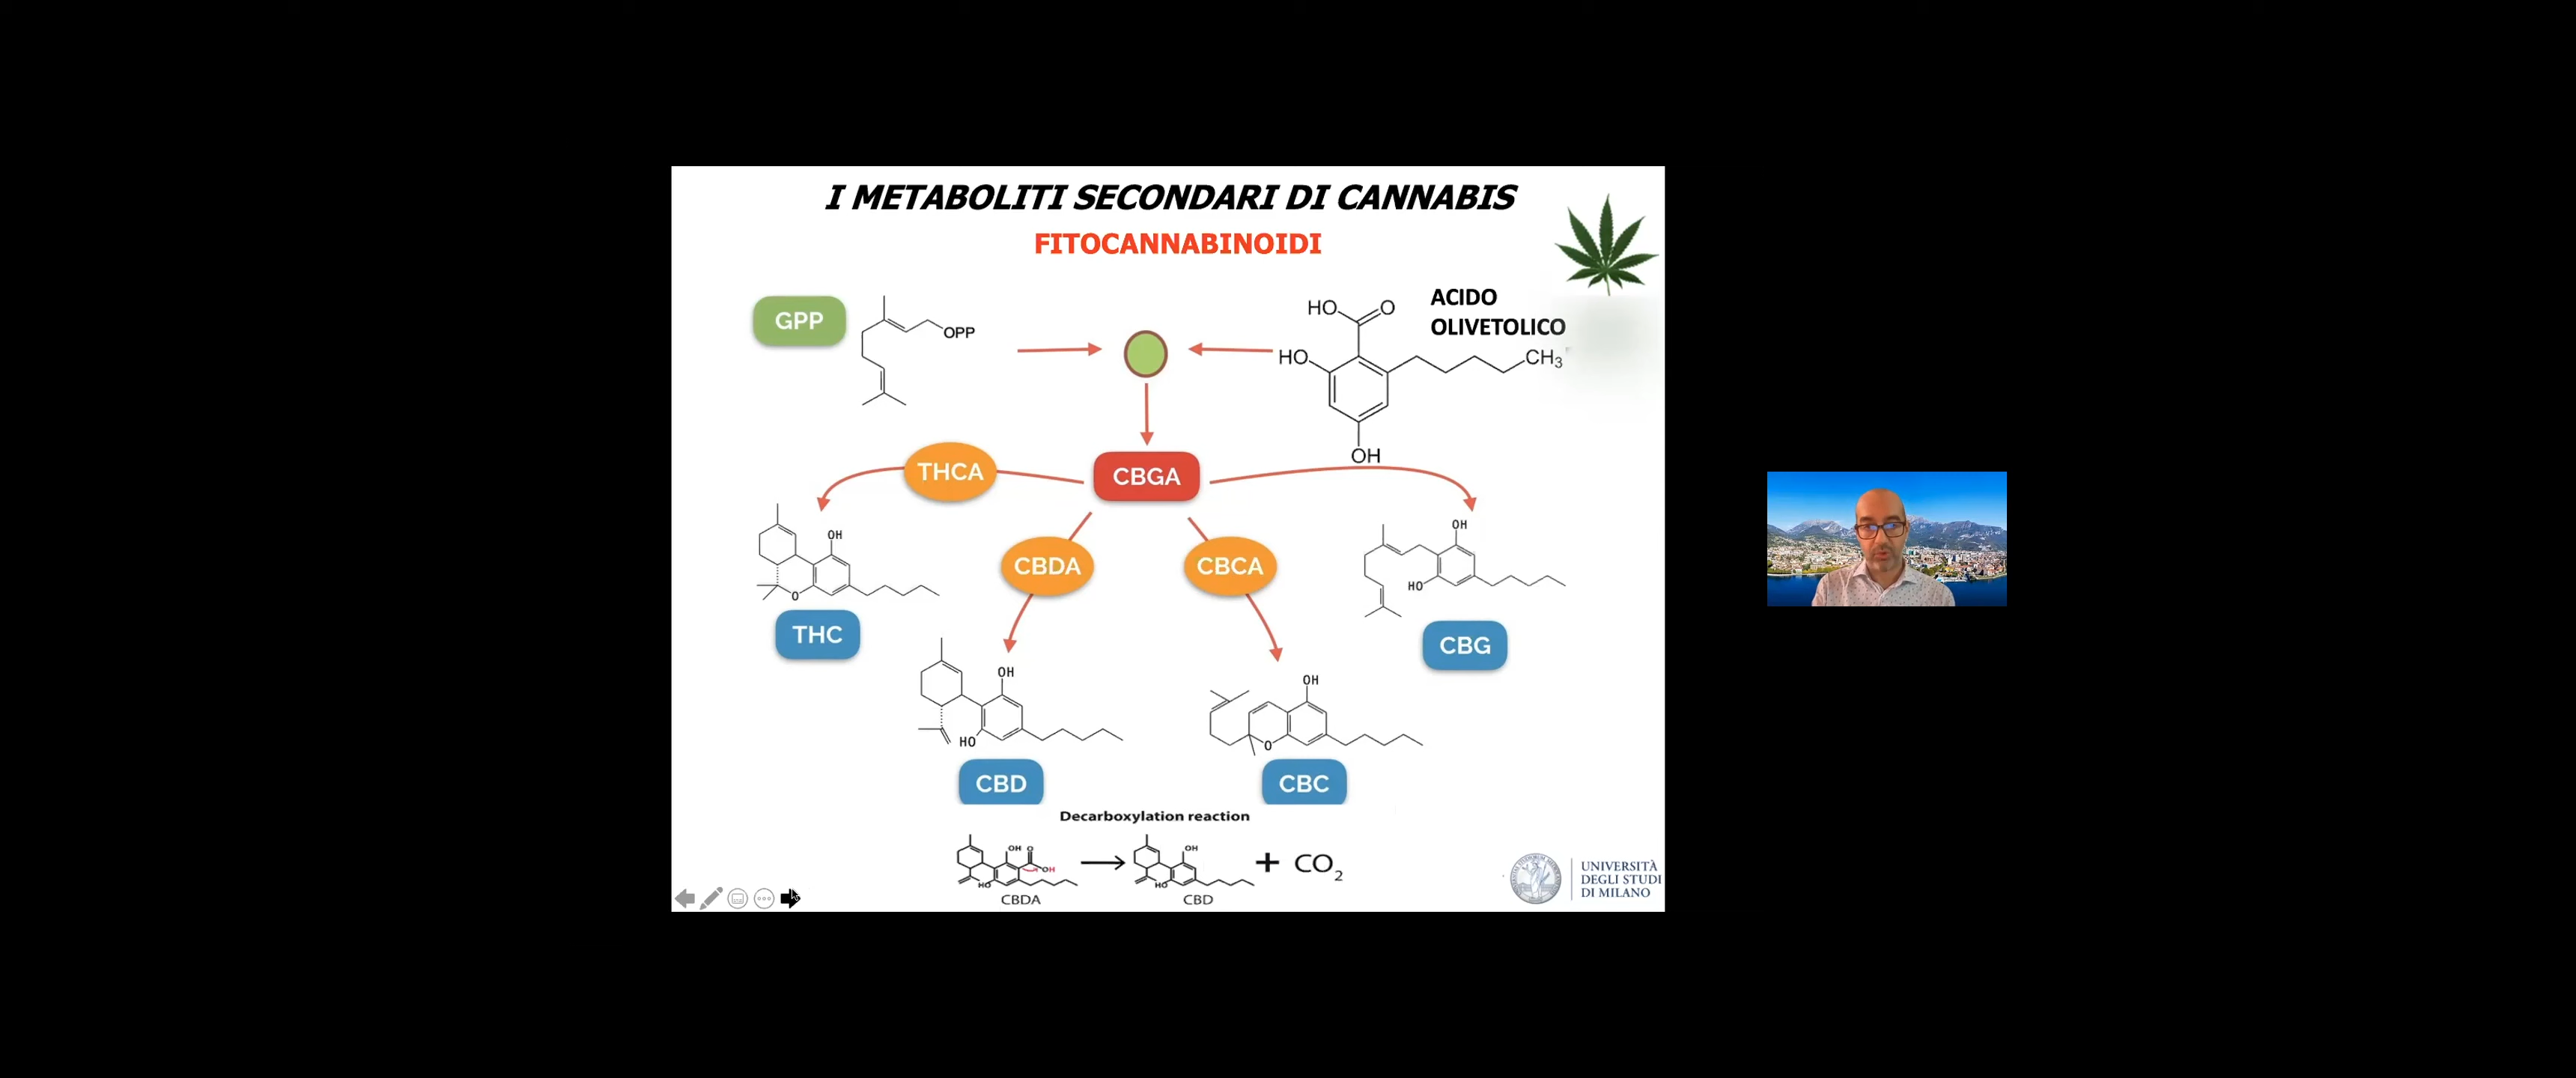 I METABOLITI SECONDARI DI CANNABIS
FITOCANNABINOIDI
GPP
OPP
HO
O
ACIDO
OLIVETOLICO
HO
CH3
OH
THCA
CBGA
OH
O
THC
CBDA
CBCA
OH
HO
CBG
OH
HO
CBD
OH
O
CBC
Decarboxylation reaction
OH
O
OH
HO
CBDA
OH
HO
CBD
+ CO2
UNIVERSITÀ
DEGLI STUDI
DI MILANO